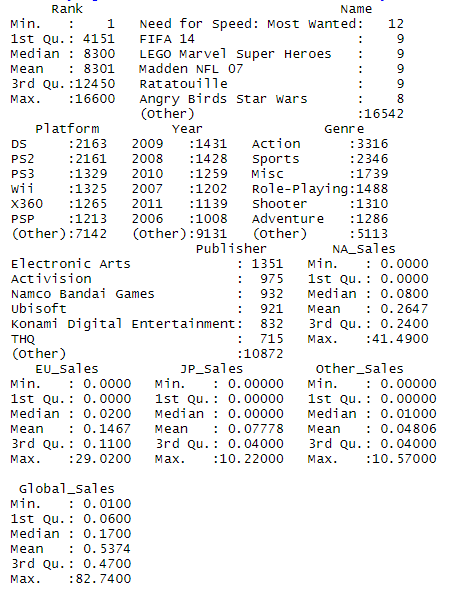 Rank                                    Name
Min.   :    1   Need for Speed: Most Wanted:   12
1st Qu.: 4151   FIFA 14                    :    9
Median : 8300   LEGO Marvel Super Heroes   :    9
Mean   : 8301   Madden NFL 07              :    9
3rd Qu.:12450   Ratatouille                :    9
Max.   :16600   Angry Birds Star Wars      :    8
                (Other)                    :16542
    Platform         Year               Genre
DS     :2163   2009   :1431   Action      :3316
PS2    :2161   2008   :1428   Sports      :2346
PS3    :1329   2010   :1259   Misc        :1739
Wii    :1325   2007   :1202   Role-Playing:1488
X360   :1265   2011   :1139   Shooter     :1310
PSP    :1213   2006   :1008   Adventure   :1286
(Other):7142   (Other):9131   (Other)     :5113
                       Publisher        NA_Sales
Electronic Arts             : 1351   Min.   : 0.0000
Activision                  :  975   1st Qu.: 0.0000
Namco Bandai Games          :  932   Median : 0.0800
Ubisoft                     :  921   Mean   : 0.2647
Konami Digital Entertainment:  832   3rd Qu.: 0.2400
THQ                         :  715   Max.   :41.4900
(Other)                     :10872
   EU_Sales          JP_Sales         Other_Sales
Min.   : 0.0000   Min.   : 0.00000   Min.   : 0.00000
1st Qu.: 0.0000   1st Qu.: 0.00000   1st Qu.: 0.00000
Median : 0.0200   Median : 0.00000   Median : 0.01000
Mean   : 0.1467   Mean   : 0.07778   Mean   : 0.04806
3rd Qu.: 0.1100   3rd Qu.: 0.04000   3rd Qu.: 0.04000
Max.   :29.0200   Max.   :10.22000   Max.   :10.57000
 Global_Sales
Min.   : 0.0100
1st Qu.: 0.0600
Median : 0.1700
Mean   : 0.5374
3rd Qu.: 0.4700
Max.   :82.7400